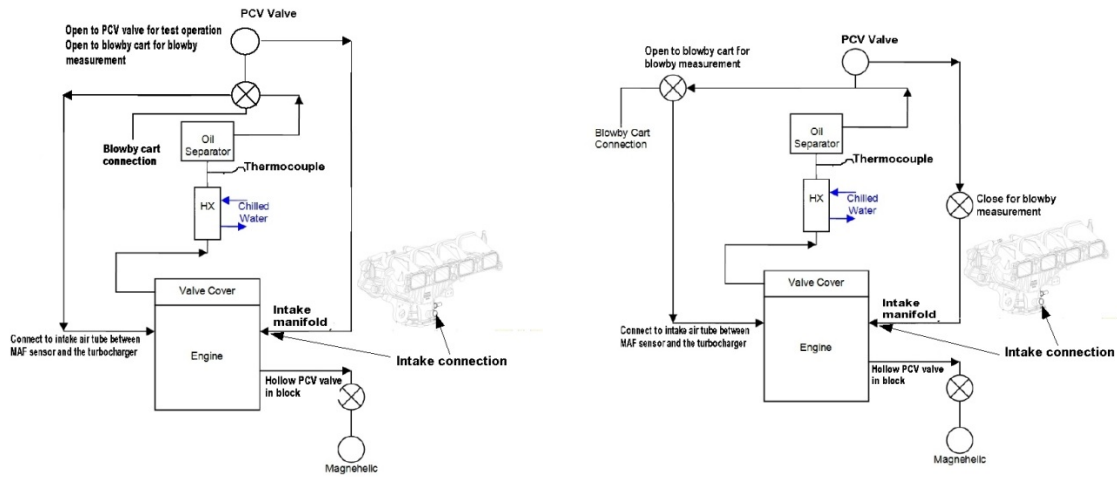 PCV Valve
Open to PCV valve for test operation
Open to blowby cart for blowby
measurement
Blowby cart
connection
Oil
Separator
Thermocouple
HX
Chilled
Water
Valve Cover
Intake
manifold
Connect to intake air tube between
MAF sensor and the turbocharger
Engine
Intake connection
Hollow PCV valve
in block
Magnehelic
PCV Valve
Open to blowby cart for
blowby measurement
Blowby Cart
Connection
Oil
Separator
Thermocouple
HX
Chilled
Water
Close for blowby
measurement
Valve Cover
Intake
manifold
Connect to intake air tube between
MAF sensor and the turbocharger
Engine
Intake connection
Hollow PCV valve
in block
Magnehelic